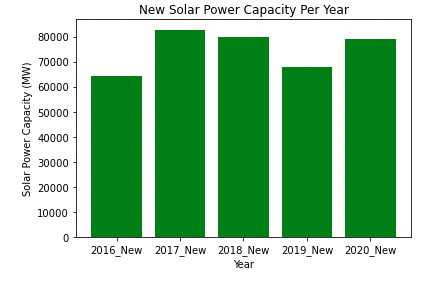 New Solar Power Capacity Per Year
80000
70000
60000
50000
40000
30000
20000
10000
0
Solar Power Capacity (MW)
2016_New 2017_New 2018_New 2019_New 2020_New
Year